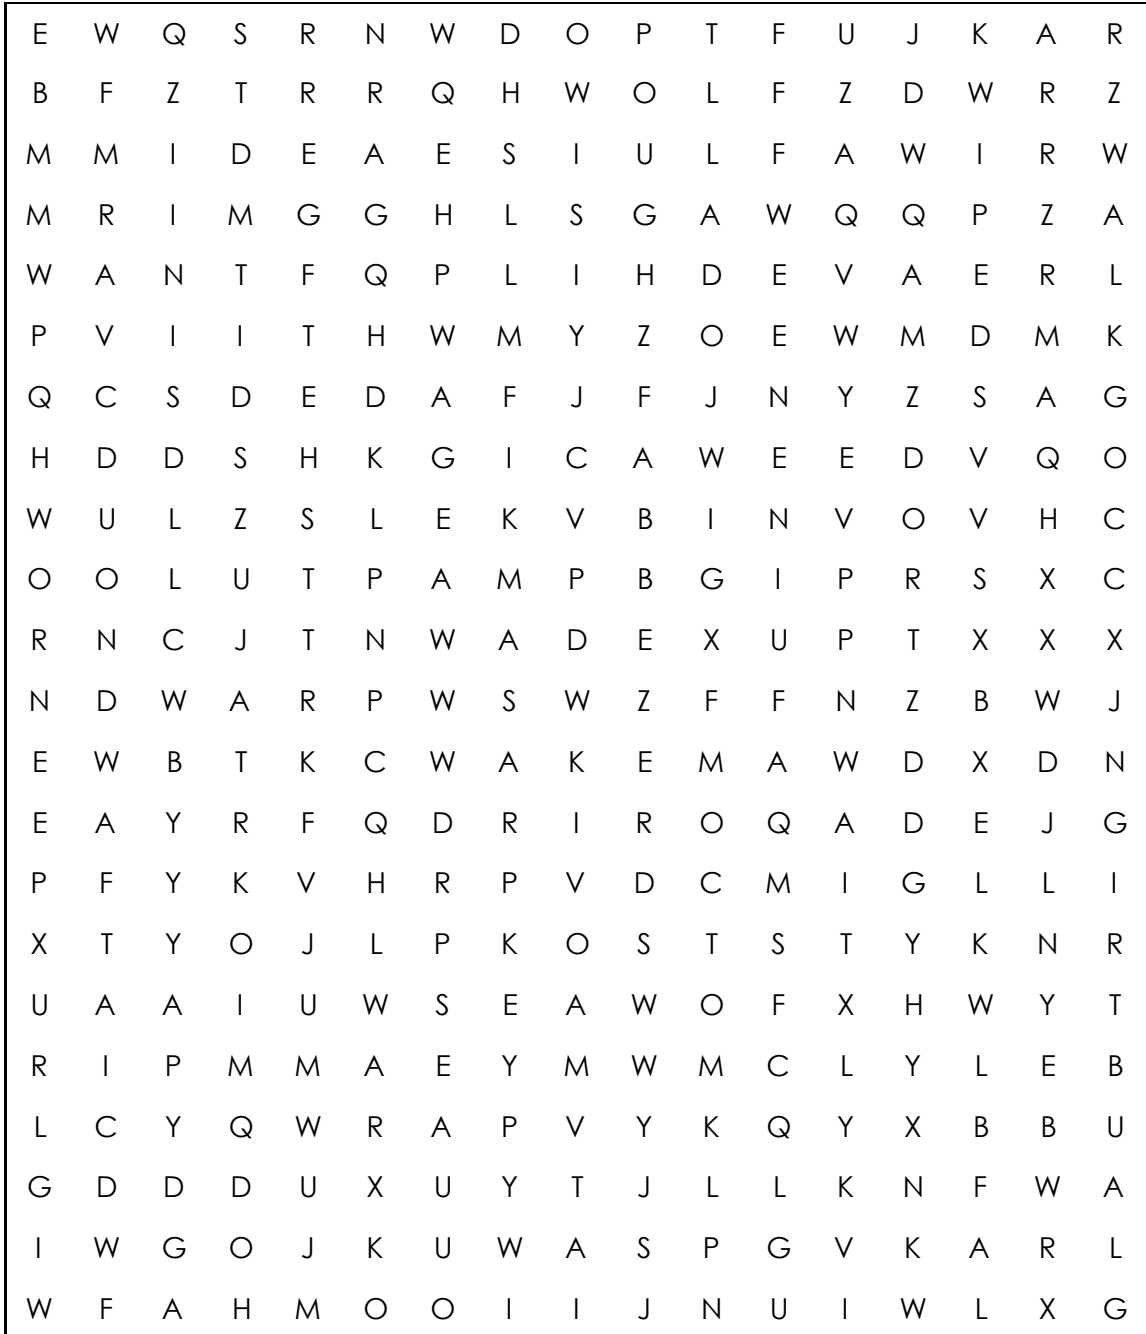 E W Q S R N W D O P T F U J K A R
B F Z T R R Q H W O L F Z D W R Z
M M I D E A E S I U L F A W I R W
M R I M G G H L S G A W Q Q P Z A
W A N T F Q P L I H D E V A E R L
P V I I T H W M Y Z O E W M D M K
Q C S D E D A F J F J N Y Z S A G
H D D S H K G I C A W E E D V Q O
W U L Z S L E K V B I N V O V H C
O O L U T P A M P B G I P R S X C
R N C J T N W A D E X U P T X X X
N D W A R P W S W Z F F N Z B W J
E W B T K C W A K E M A W D X D N
E A Y R F Q D R I R O Q A D E J G
P F Y K V H R P V D C M I G L L I
X T Y O J L P K O S T S T Y K N R
U A A I U W S E A W O F X H W Y T
R I P M M A E Y M W M C L Y L E B
L C Y Q W R A P V Y K Q Y X B B U
G D D D U X U Y T J L L K N F W A
I W G O J K U W A S P G V K A R L
W F A H M O O I I J N U I W L X G